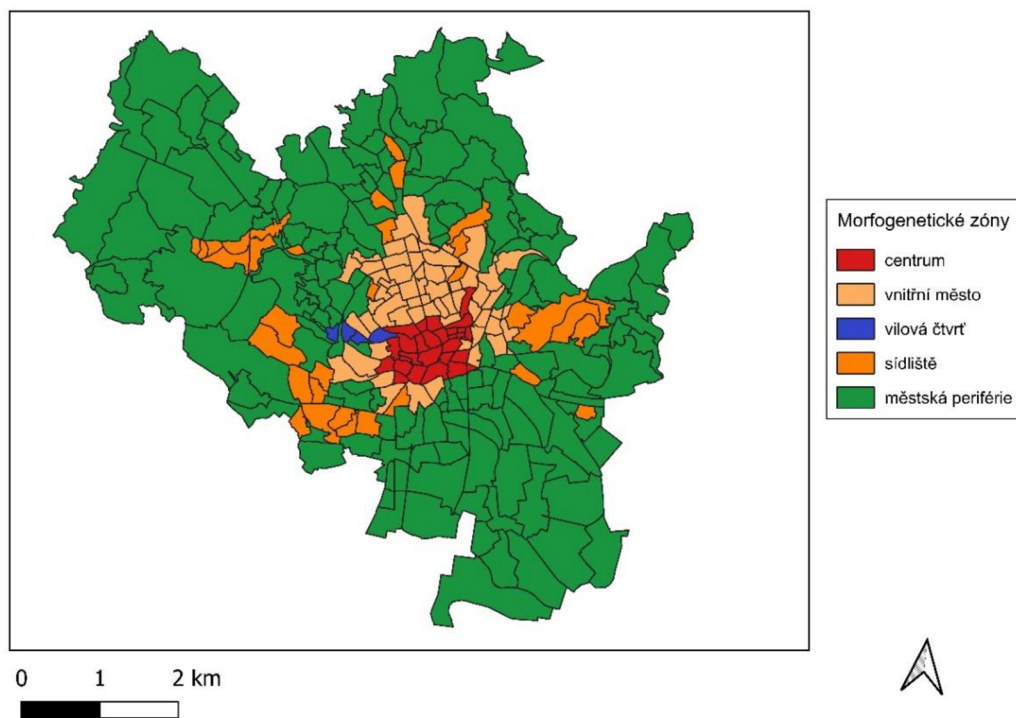 Morfogenetické zóny
centrum
vnitřní město
vilová čtvrť
sídliště
městská periférie
0 1 2 km